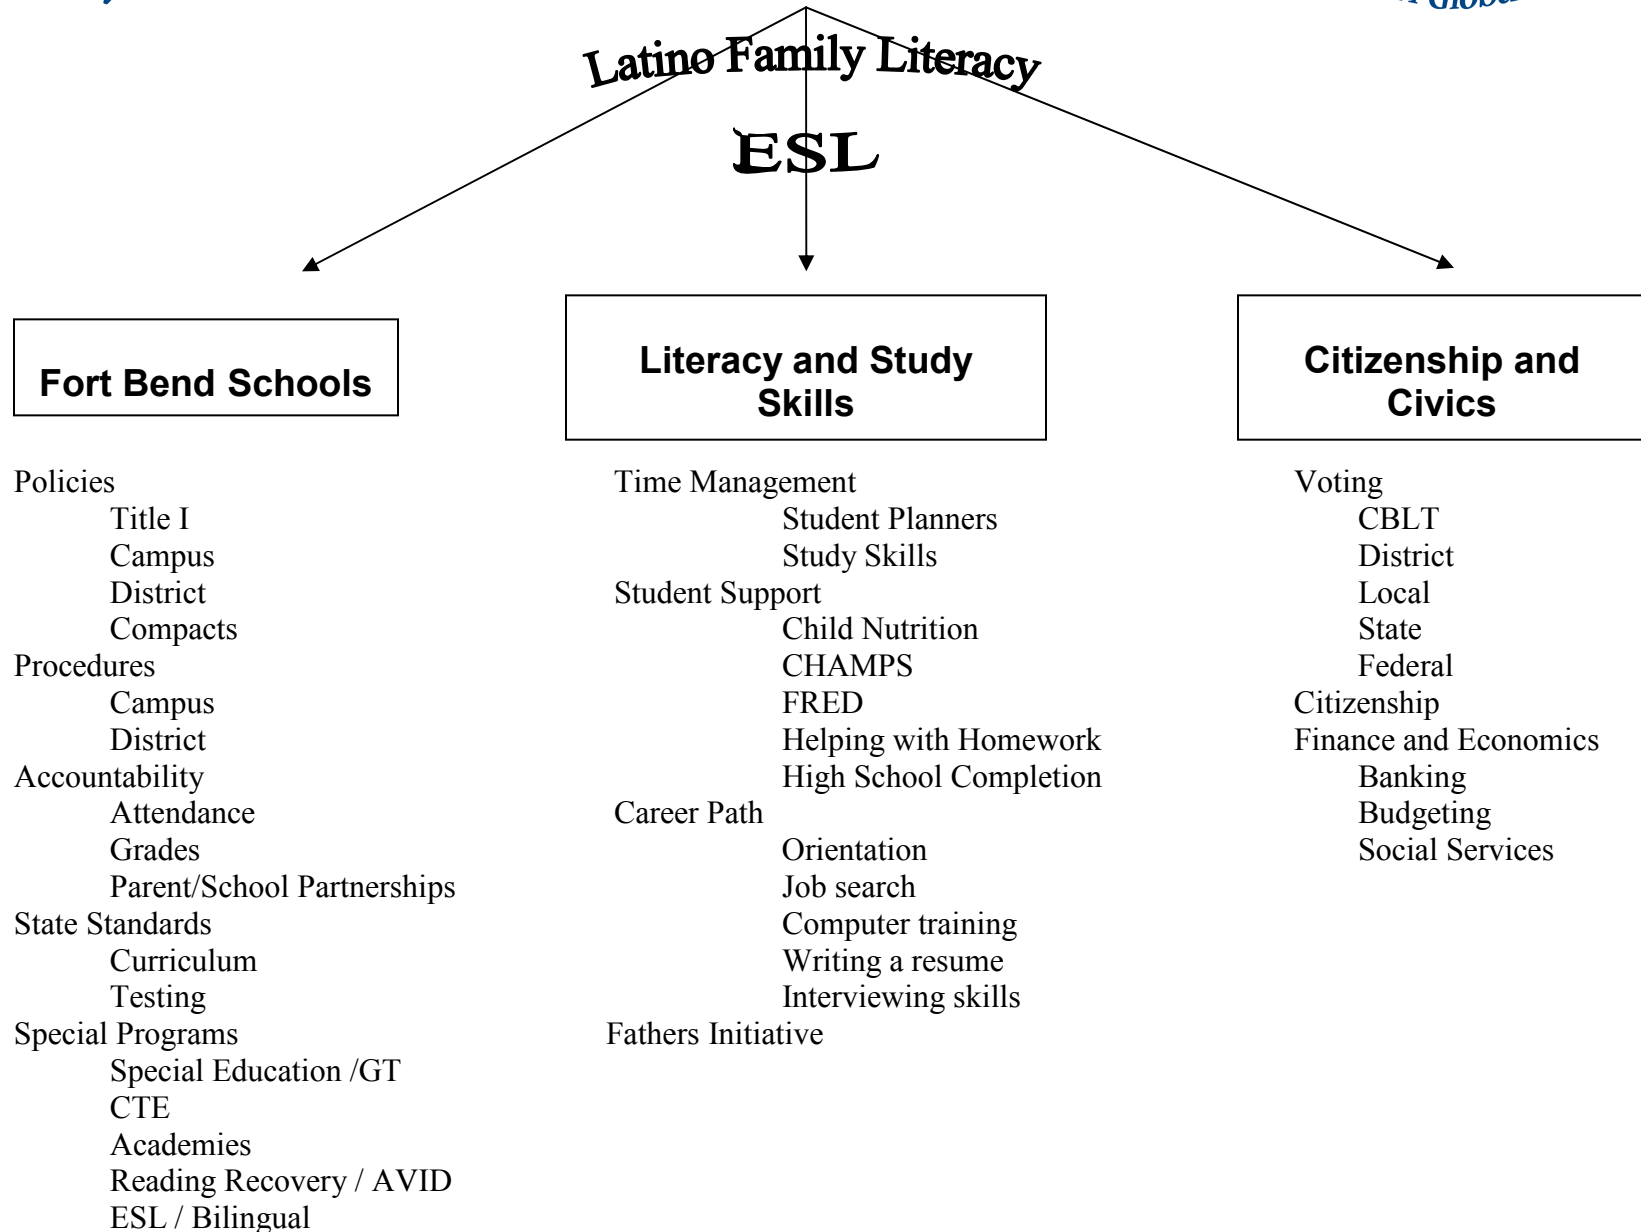 Latino Family Literacy
ESL
Fort Bend Schools
Policies
Title I
Campus
District
Compacts
Procedures
Campus
District
Accountability
Attendance
Grades
Parent/School Partnerships
State Standards
Curriculum
Testing
Special Programs
Special Education /GT
CTE
Academies
Reading Recovery / AVID
ESL / Bilingual
Literacy and Study
Skills
Time Management
Student Planners
Study Skills
Student Support
Child Nutrition
CHAMPS
FRED
Helping with Homework
High School Completion
Career Path
Orientation
Job search
Computer training
Writing a resume
Interviewing skills
Fathers Initiative
Citizenship and
Civics
Voting
CBLT
District
Local
State
Federal
Citizenship
Finance and Economics
Banking
Budgeting
Social Services